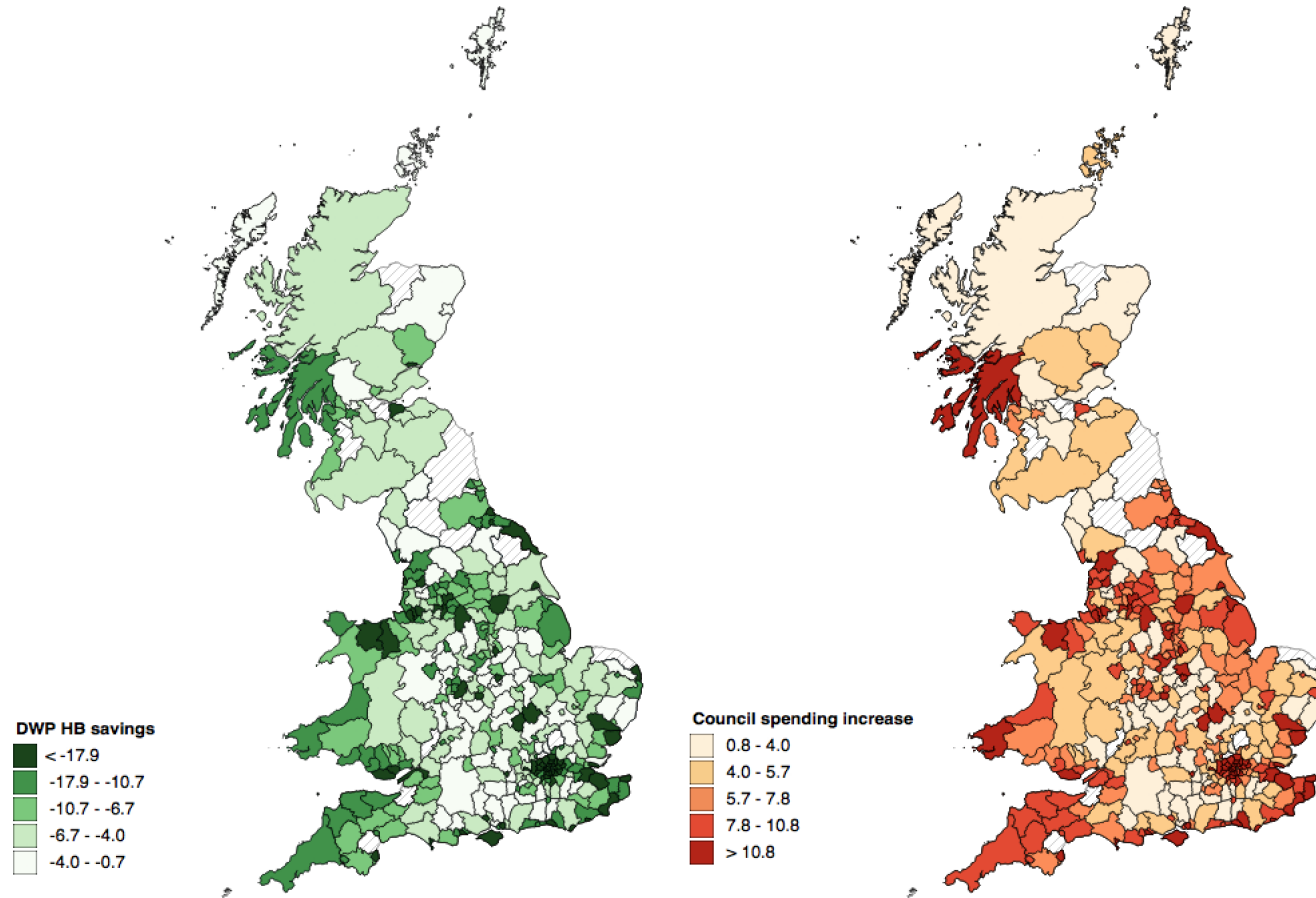 DWP HB savings
< -17.9
-17.9 - -10.7
-10.7 - -6.7
-6.7 - -4.0
-4.0 - -0.7
Council spending increase
0.8 - 4.0
4.0 - 5.7
5.7 - 7.8
7.8 - 10.8
> 10.8